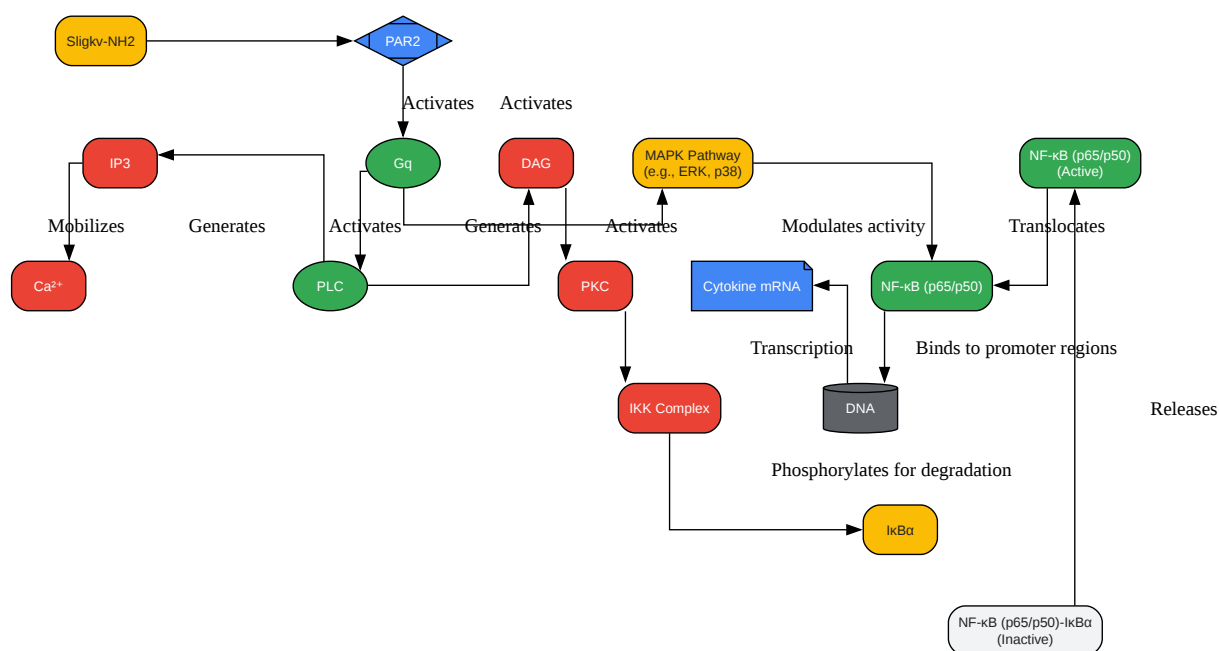 Sligkv-NH2
PAR2
Activates
Activates
IP3
Gq
DAG
MAPK Pathway
(e.g., ERK, p38)
NF-κB (p65/p50)
(Active)
Mobilizes
Generates
Activates
Generates
Activates
Modulates activity
Translocates
Ca²⁺
PLC
PKC
Cytokine mRNA
NF-κB (p65/p50)
Transcription
Binds to promoter regions
IKK Complex
DNA
Releases
Phosphorylates for degradation
IκBα
NF-κB (p65/p50)-IκBα
(Inactive)